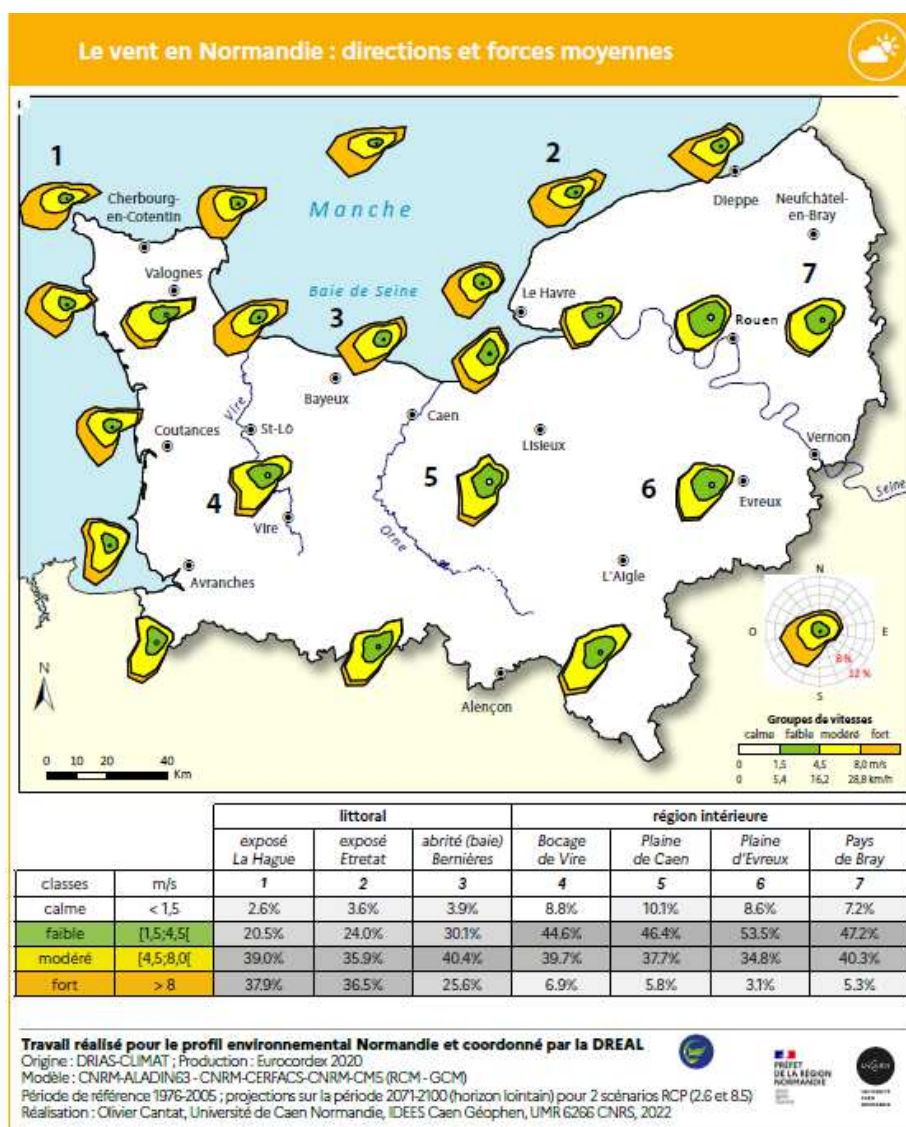 Le vent en Normandie : directions et forces moyennes
1
2
Cherbourg-
en-Cotentin
Manche
Dieppe
Neufchâtel-
en-Bray
Valognes
Baie de Seine
3
Le Havre
7
Rouen
Bayeux
Vire
Caen
Coutances
St-Lô
Lisieux
Vernon
Seine
4
5
6
Evreux
Vire
Orne
Avranches
L'Aigle
N
O
E
S
8 %
12 %
N
Alençon
0 10 20 40
Km
Groupes de vitesses
calme faible modéré fort
0 1,5 4,5 8,0 m/s
0 5,4 16,2 28,8 km/h
littoral région intérieure
exposé La Hague exposé Etretat abrité (baie) Bernières Bocage de Vire Plaine de Caen Plaine d'Evreux Pays de Bray
classes m/s 1 2 3 4 5 6 7
calme < 1,5 2.6% 3.6% 3.9% 8.8% 10.1% 8.6% 7.2%
faible [1,5;4,5[ 20.5% 24.0% 30.1% 44.6% 46.4% 53.5% 47.2%
modéré [4,5;8,0[ 39.0% 35.9% 40.4% 39.7% 37.7% 34.8% 40.3%
fort > 8 37.9% 36.5% 25.6% 6.9% 5.8% 3.1% 5.3%
Travail réalisé pour le profil environnemental Normandie et coordonné par la DREAL
Origine : DRIAS-CLIMAT ; Production : Eurocordex 2020
Modèle : CNRM-ALADIN63 - CNRM-CERFACS-CNRM-CM5 (RCM - GCM)
Période de référence 1976-2005 ; projections sur la période 2071-2100 (horizon lointain) pour 2 scénarios RCP (2.6 et 8.5)
Réalisation : Olivier Cantat, Université de Caen Normandie, IDEES Caen Géophen, UMR 6266 CNRS, 2022
PRÉFET
DE LA RÉGION
NORMANDIE